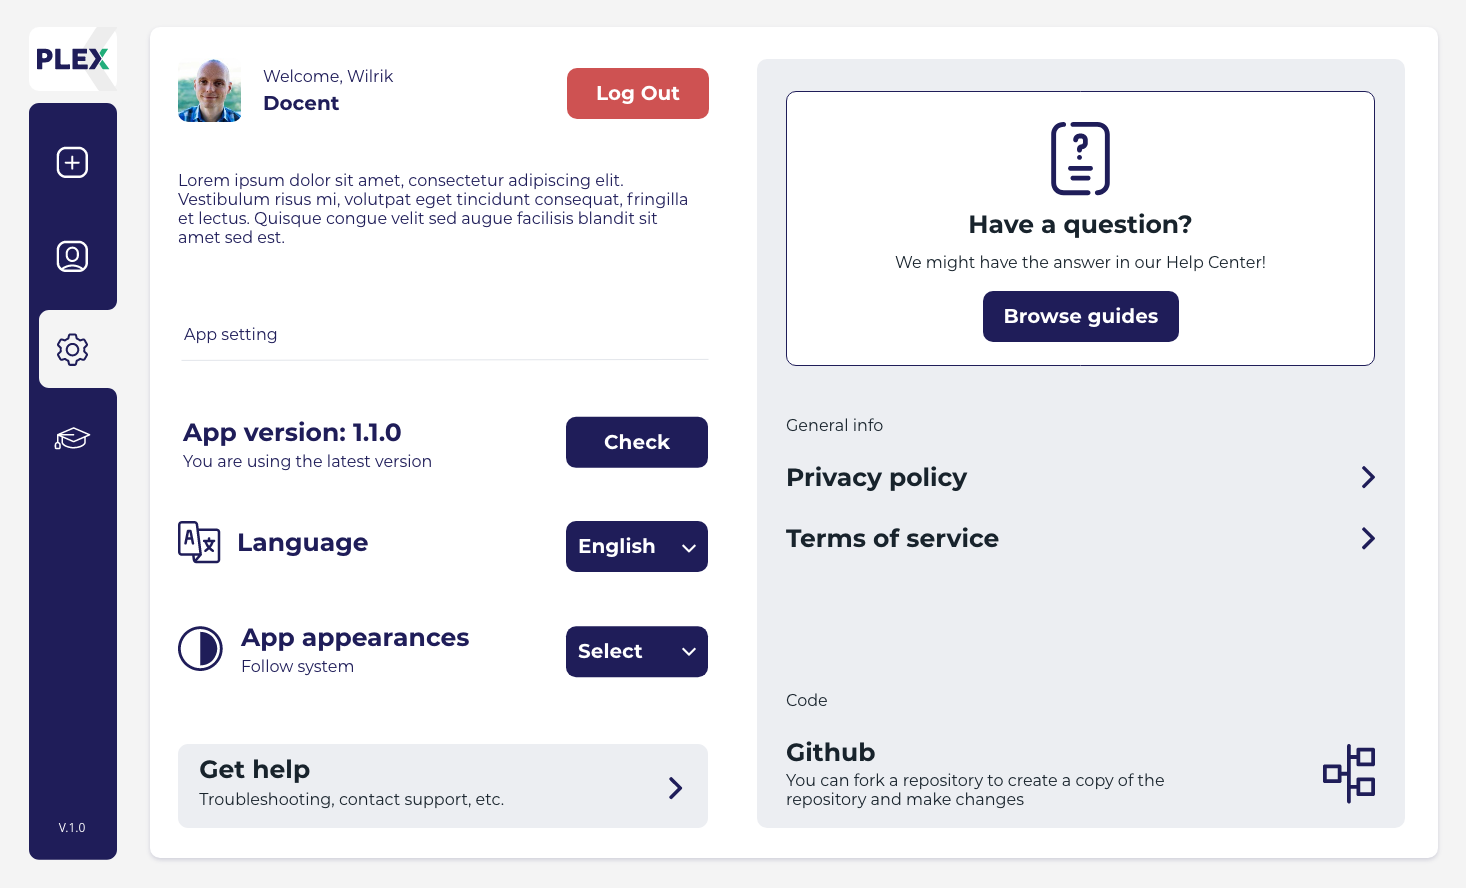 PLEX
V.1.0
Welcome, Wilrik
Docent
Log Out
Lorem ipsum dolor sit amet, consectetur adipiscing elit.
Vestibulum risus mi, volutpat eget tincidunt consequat, fringilla
et lectus. Quisque congue velit sed augue facilisis blandit sit
amet sed est.
App setting
App version: 1.1.0
You are using the latest version
Check
A文
Language
English
App appearances
Follow system
Select
Get help
Troubleshooting, contact support, etc.
?
Have a question?
We might have the answer in our Help Center!
Browse guides
General info
Privacy policy
Terms of service
Code
Github
You can fork a repository to create a copy of the
repository and make changes